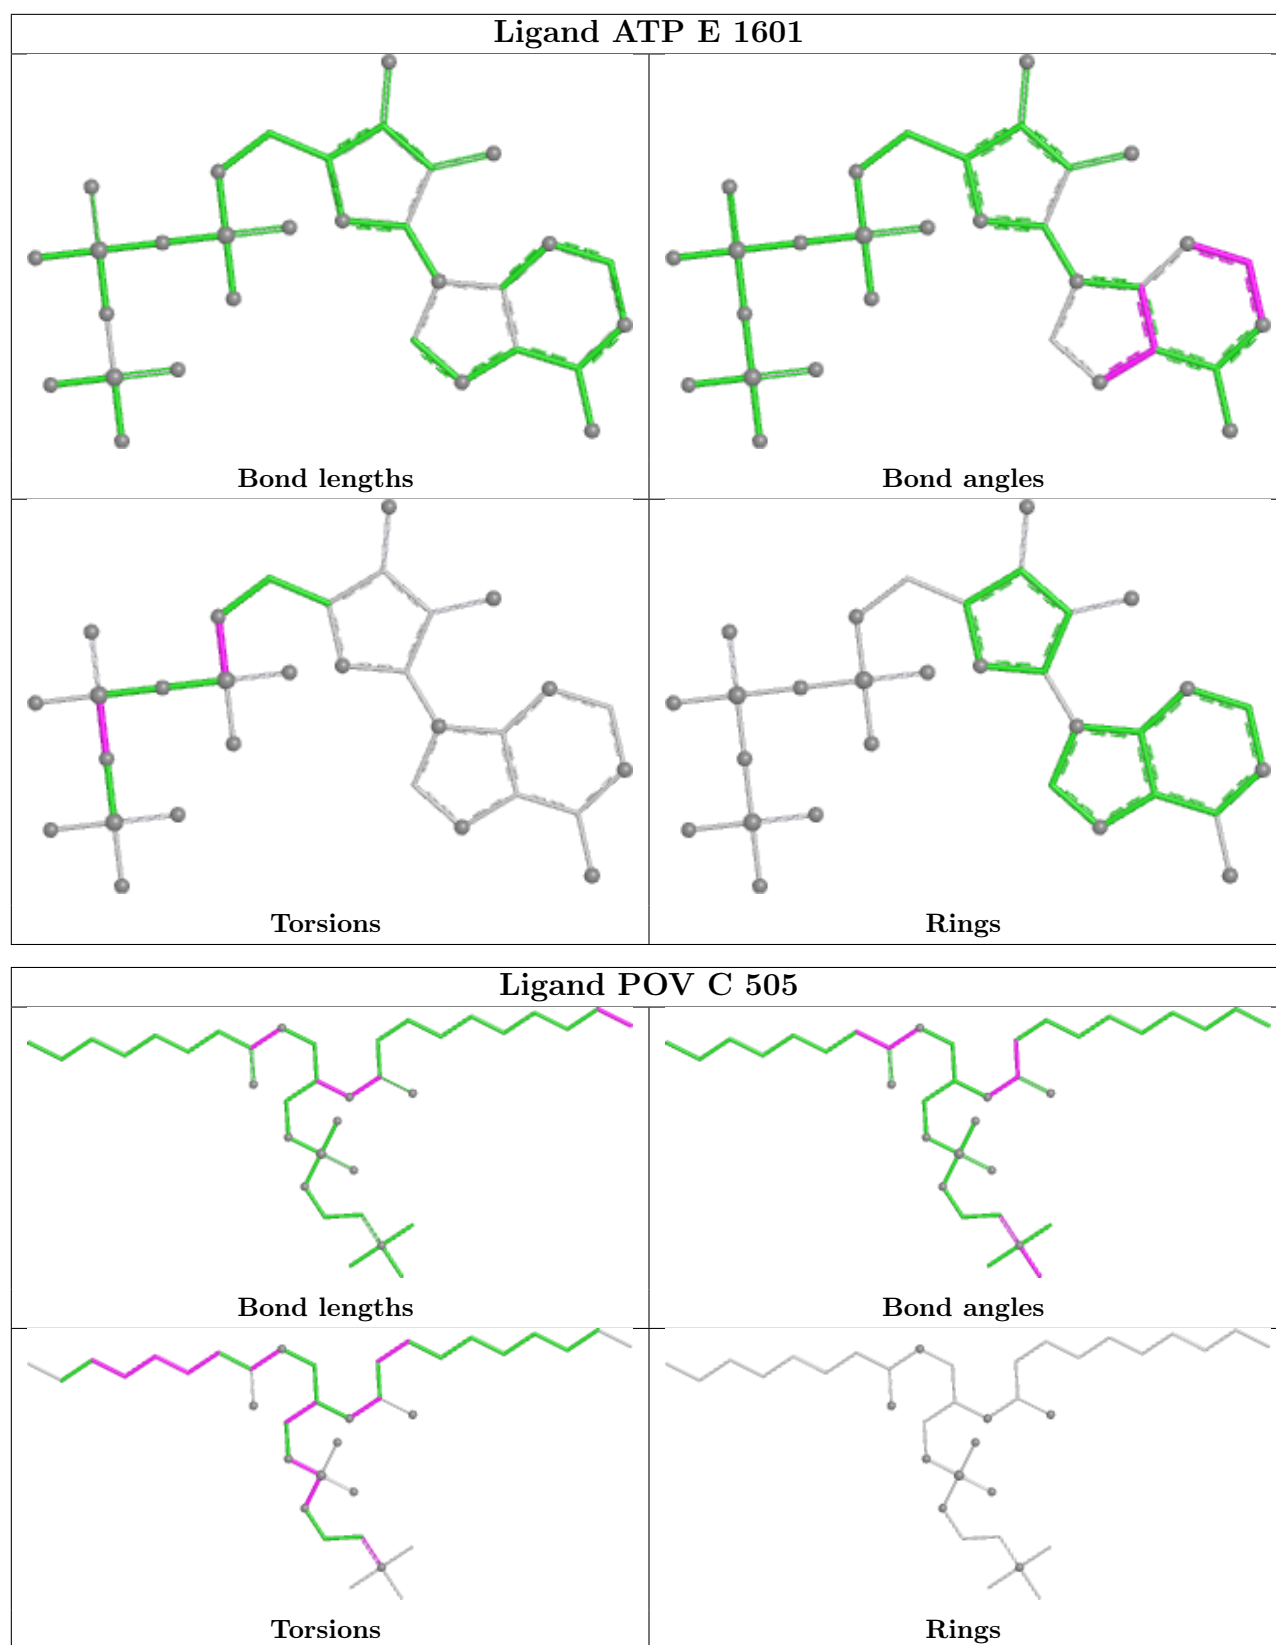 Ligand ATP E 1601
Bond lengths
Bond angles
Torsions
Rings
Ligand POV C 505
Bond lengths
Bond angles
Torsions
Rings